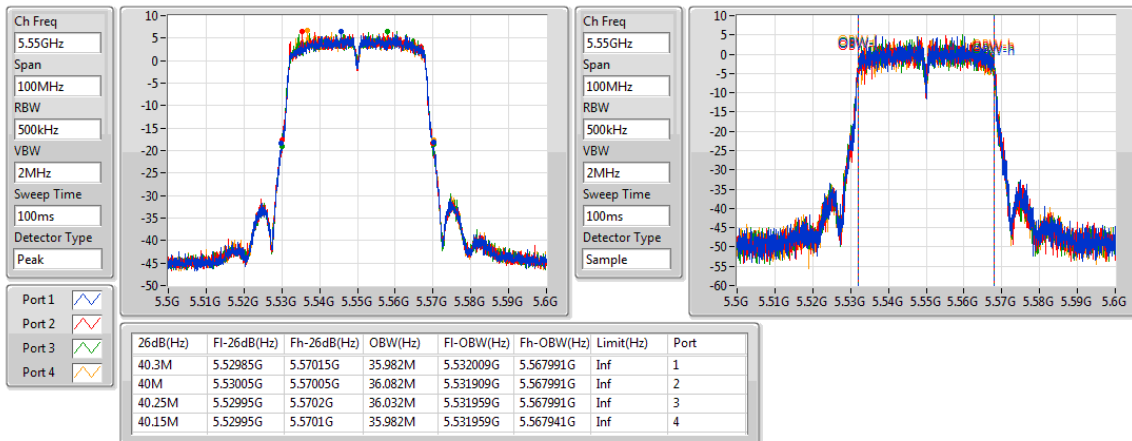 Ch Freq
5.55GHz
Span
100MHz
RBW
500kHz
VBW
2MHz
Sweep Time
100ms
Detector Type
Peak
10
5
0
-5
-10
-15
-20
-25
-30
-35
-40
-45
-50
5.5G 5.51G 5.52G 5.53G 5.54G 5.55G 5.56G 5.57G 5.58G 5.59G 5.6G
Ch Freq
5.55GHz
Span
100MHz
RBW
500kHz
VBW
2MHz
Sweep Time
100ms
Detector Type
Sample
10
5
0
-5
-10
-15
-20
-25
-30
-35
-40
-45
-50
-55
-60
5.5G 5.51G 5.52G 5.53G 5.54G 5.55G 5.56G 5.57G 5.58G 5.59G 5.6G
Port 1
Port 2
Port 3
Port 4
26dB(Hz) Fl-26dB(Hz) Fh-26dB(Hz) OBW(Hz) Fl-OBW(Hz) Fh-OBW(Hz) Limit(Hz) Port
40.3M 5.52985G 5.57015G 35.982M 5.532009G 5.567991G Inf 1
40M 5.53005G 5.57005G 36.082M 5.531909G 5.567991G Inf 2
40.25M 5.52995G 5.5702G 36.032M 5.531959G 5.567991G Inf 3
40.15M 5.52995G 5.5701G 35.982M 5.531959G 5.567941G Inf 4